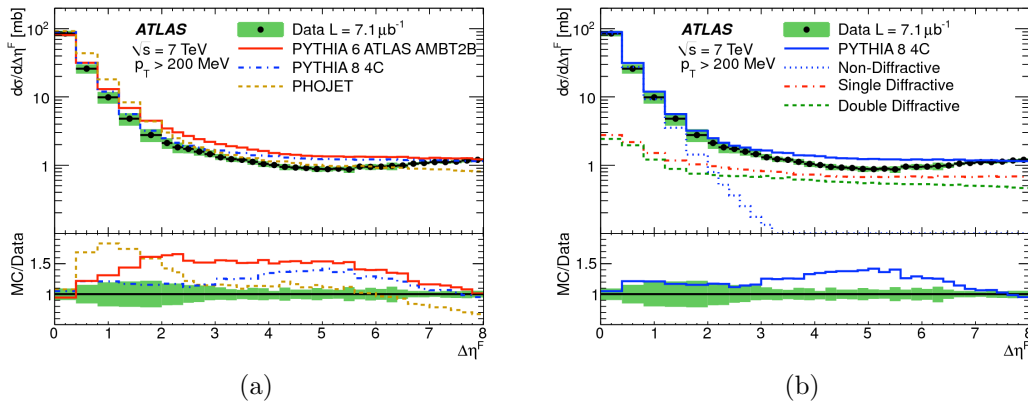 dσ/dΔη^F [mb]
10²
10
1
ATLAS
√s = 7 TeV
p_T > 200 MeV
Data L = 7.1 μb⁻¹
PYTHIA 6 ATLAS AMBT2B
PYTHIA 8 4C
PHOJET
MC/Data
1.5
1
0 1 2 3 4 5 6 7 8
Δη^F
(a)
dσ/dΔη^F [mb]
10²
10
1
ATLAS
√s = 7 TeV
p_T > 200 MeV
Data L = 7.1 μb⁻¹
PYTHIA 8 4C
Non-Diffractive
Single Diffractive
Double Diffractive
MC/Data
1.5
1
0 1 2 3 4 5 6 7 8
Δη^F
(b)